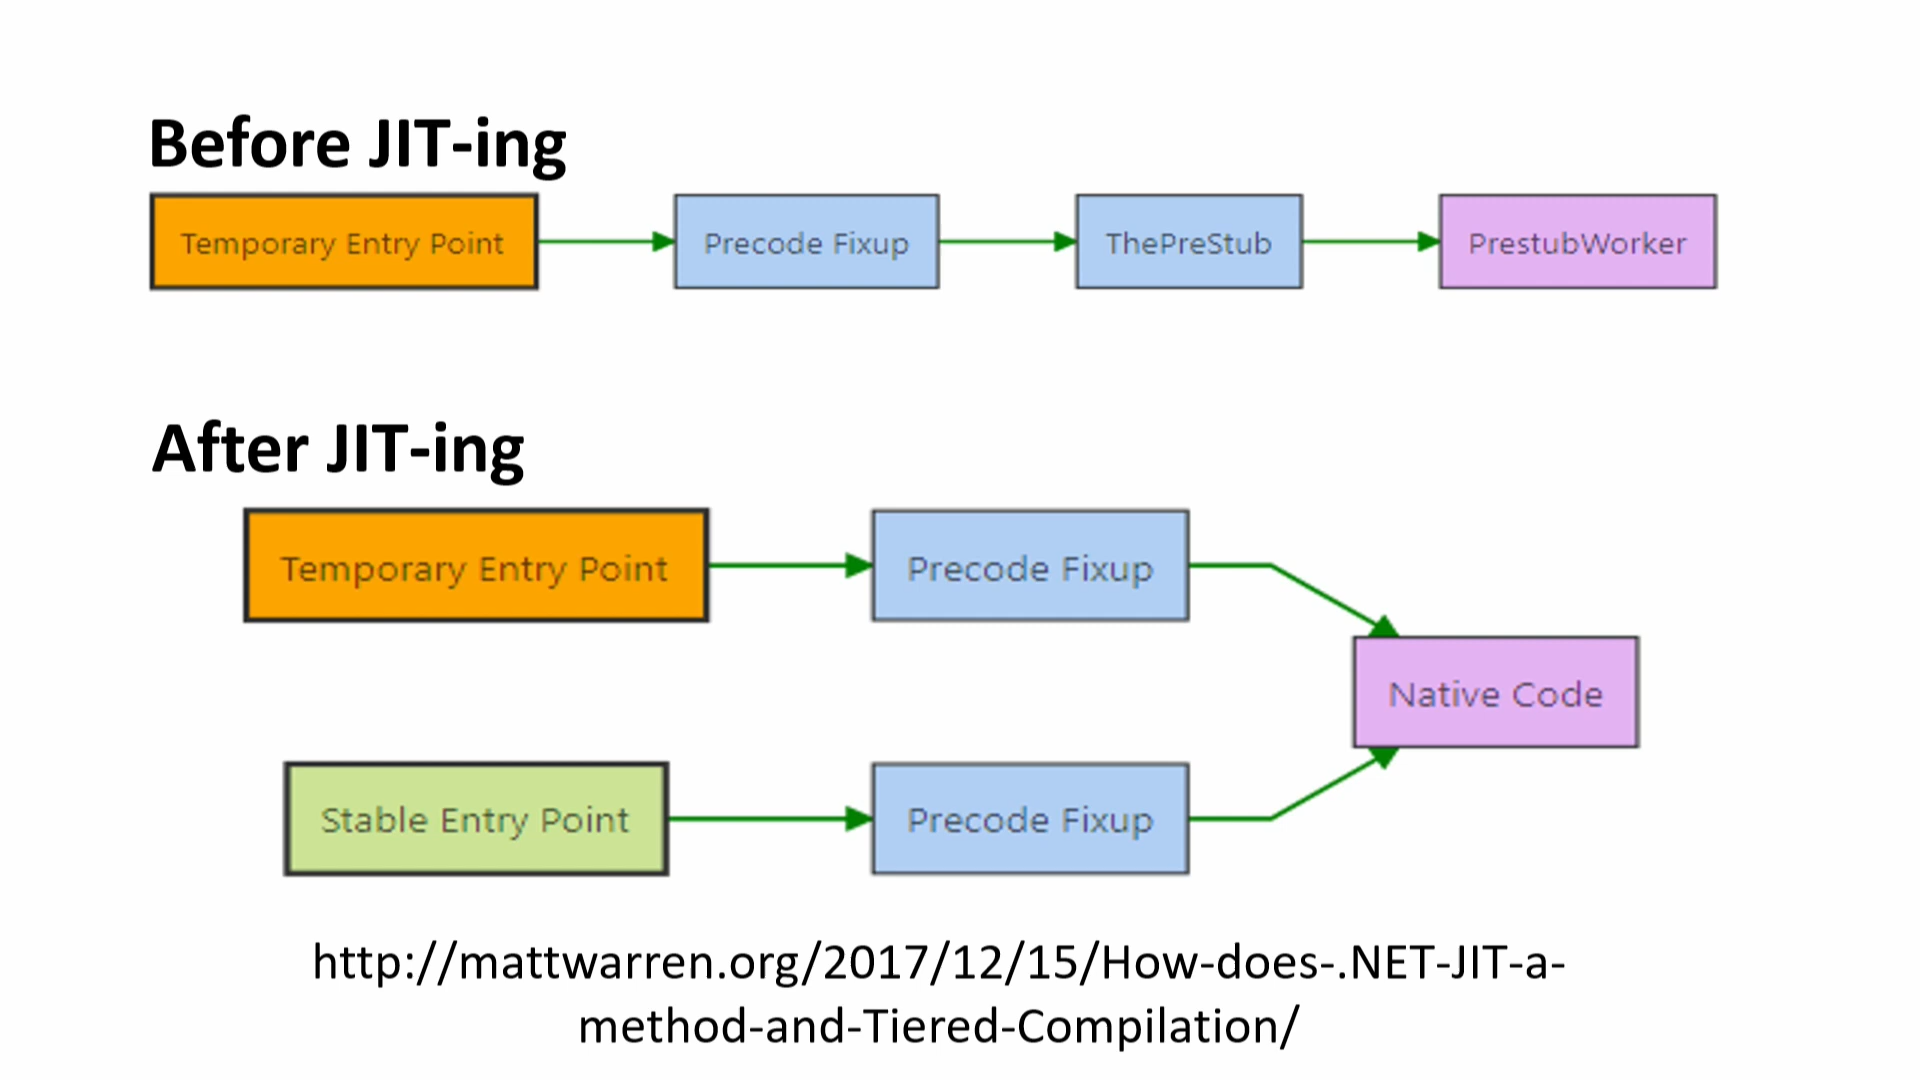 Before JIT-ing
Temporary Entry Point
Precode Fixup
ThePreStub
PrestubWorker
After JIT-ing
Temporary Entry Point
Precode Fixup
Native Code
Stable Entry Point
Precode Fixup
http://mattwarren.org/2017/12/15/How-does-.NET-JIT-a-
method-and-Tiered-Compilation/